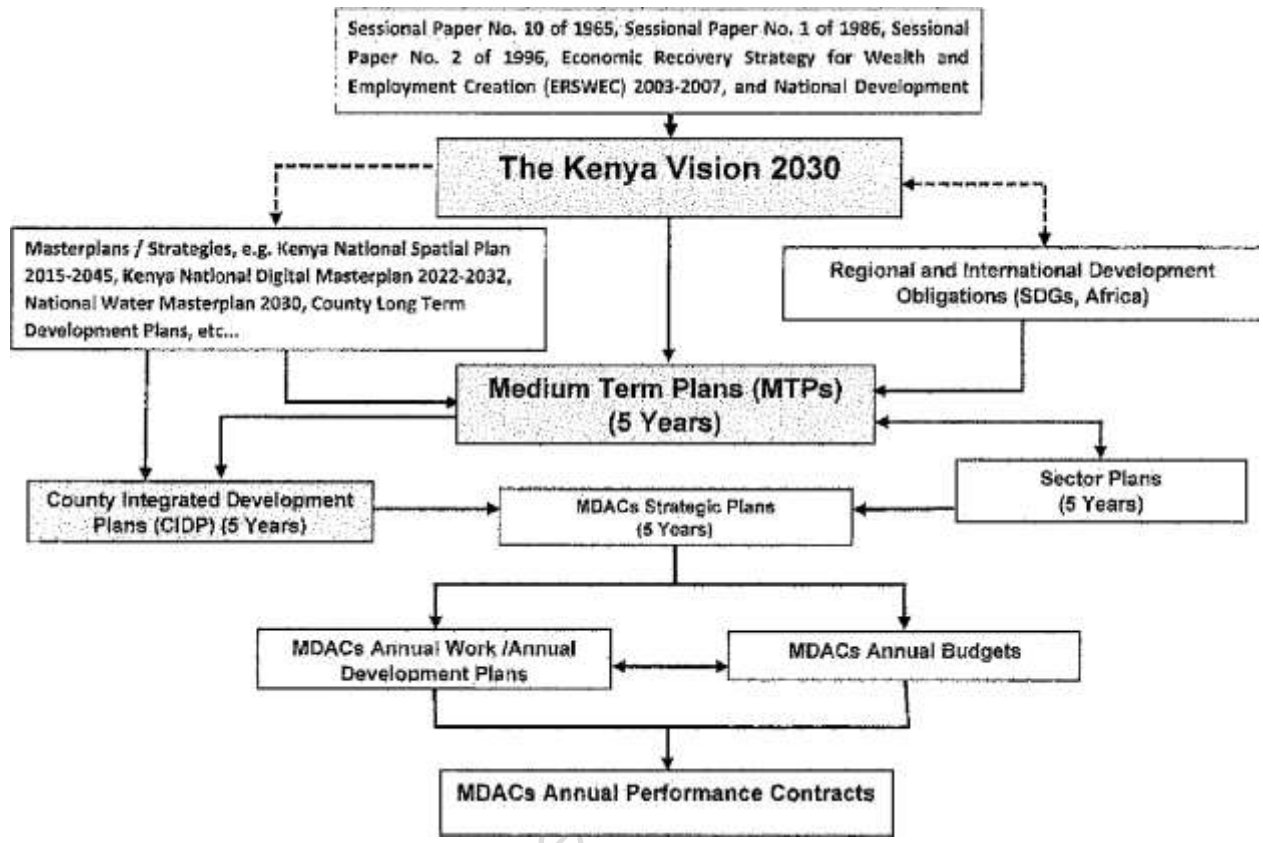 Sessional Paper No. 10 of 1965, Sessional Paper No. 1 of 1986, Sessional
Paper No. 2 of 1996, Economic Recovery Strategy for Wealth and
Employment Creation (ERSWEC) 2003-2007, and National Development
The Kenya Vision 2030
Masterplans / Strategies, e.g. Kenya National Spatial Plan
2015-2045, Kenya National Digital Masterplan 2022-2032,
National Water Masterplan 2030, County Long Term
Development Plans, etc...
Regional and International Development
Obligations (SDGs, Africa)
Medium Term Plans (MTPs)
(5 Years)
County Integrated Development
Plans (CIDP) (5 Years)
MDACs Strategic Plans
(5 Years)
Sector Plans
(5 Years)
MDACs Annual Work /Annual
Development Plans
MDACs Annual Budgets
MDACs Annual Performance Contracts